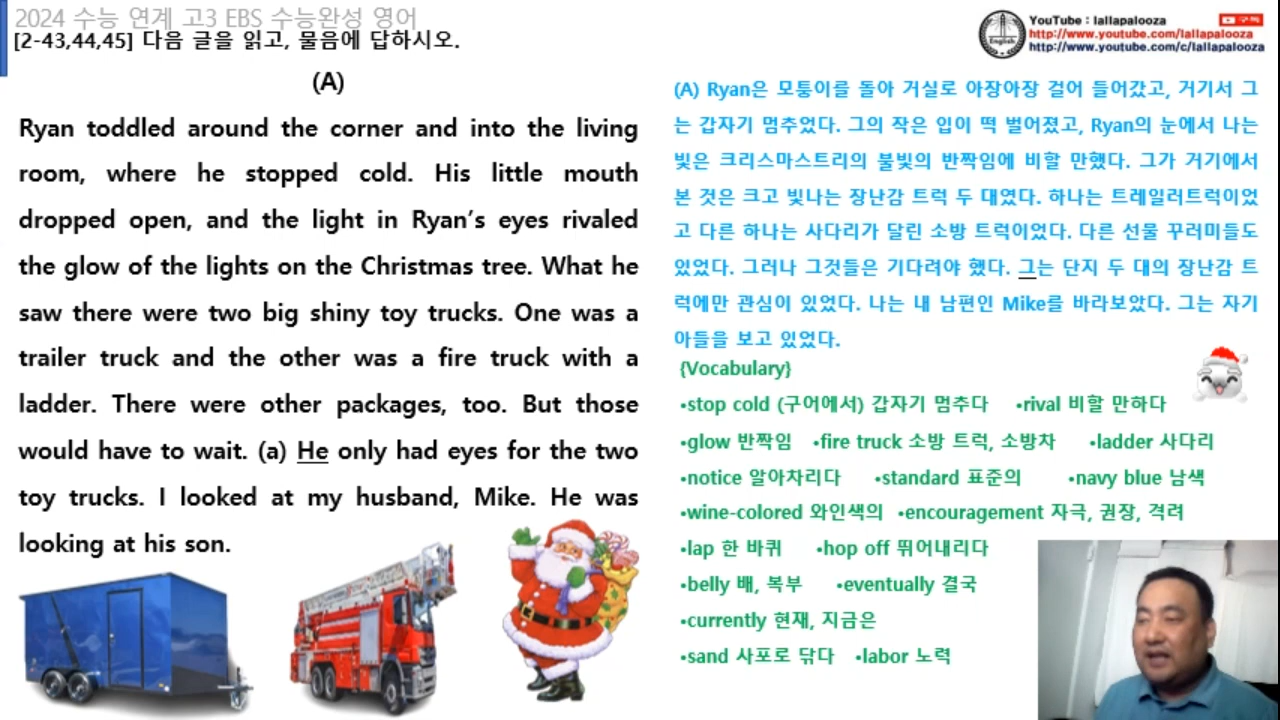 2024 수능 연계 고3 EBS 수능완성 영어
[2-43,44,45] 다음 글을 읽고, 물음에 답하시오.
YouTube : lallapalooza
구독
http://www.youtube.com/lallapalooza
http://www.youtube.com/c/lallapalooza
English
(A)
Ryan toddled around the corner and into the living
room, where he stopped cold. His little mouth
dropped open, and the light in Ryan's eyes rivaled
the glow of the lights on the Christmas tree. What he
saw there were two big shiny toy trucks. One was a
trailer truck and the other was a fire truck with a
ladder. There were other packages, too. But those
would have to wait. (a) He only had eyes for the two
toy trucks. I looked at my husband, Mike. He was
looking at his son.
(A) Ryan은 모퉁이를 돌아 거실로 아장아장 걸어 들어갔고, 거기서 그
는 갑자기 멈추었다. 그의 작은 입이 떡 벌어졌고, Ryan의 눈에서 나는
빛은 크리스마스트리의 불빛의 반짝임에 비할 만했다. 그가 거기에서
본 것은 크고 빛나는 장난감 트럭 두 대였다. 하나는 트레일러트럭이었
고 다른 하나는 사다리가 달린 소방 트럭이었다. 다른 선물 꾸러미들도
있었다. 그러나 그것들은 기다려야 했다. 그는 단지 두 대의 장난감 트
럭에만 관심이 있었다. 나는 내 남편인 Mike를 바라보았다. 그는 자기
아들을 보고 있었다.
{Vocabulary}
•stop cold (구어에서) 갑자기 멈추다 •rival 비할 만하다
•glow 반짝임 •fire truck 소방 트럭, 소방차 •ladder 사다리
•notice 알아차리다 •standard 표준의 •navy blue 남색
•wine-colored 와인색의 •encouragement 자극, 권장, 격려
•lap 한 바퀴 •hop off 뛰어내리다
•belly 배, 복부 •eventually 결국
•currently 현재, 지금은
•sand 사포로 닦다 •labor 노력